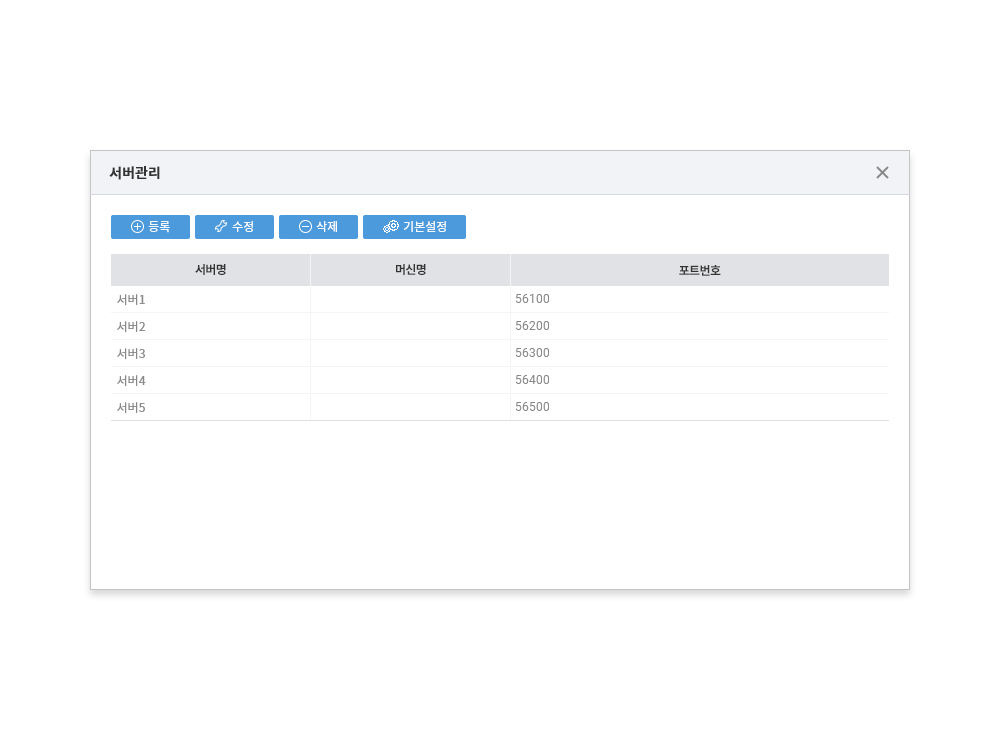 서버관리
등록 수정 삭제 기본설정
서버명 머신명 포트번호
서버1 56100
서버2 56200
서버3 56300
서버4 56400
서버5 56500